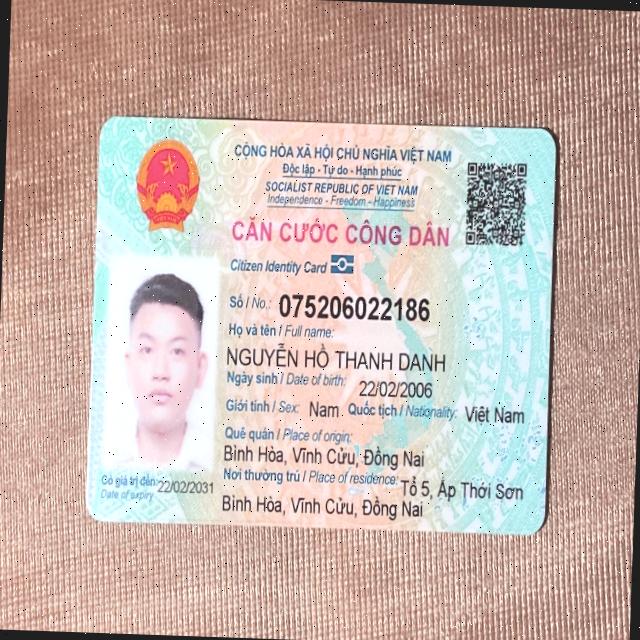 CỘNG HÒA XÃ HỘI CHỦ NGHĨA VIỆT NAM
Độc lập - Tự do - Hạnh phúc
SOCIALIST REPUBLIC OF VIET NAM
Independence - Freedom - Happiness
CĂN CƯỚC CÔNG DÂN
Citizen Identity Card
Số / No.: 075206022186
Họ và tên / Full name:
NGUYỄN HỒ THANH DANH
Ngày sinh / Date of birth: 22/02/2006
Giới tính / Sex: Nam Quốc tịch / Nationality: Việt Nam
Quê quán / Place of origin:
Bình Hòa, Vĩnh Cửu, Đồng Nai
Nơi thường trú / Place of residence: Tổ 5, Ấp Thới Sơn
Bình Hòa, Vĩnh Cửu, Đồng Nai
Có giá trị đến: 22/02/2031
Date of expiry